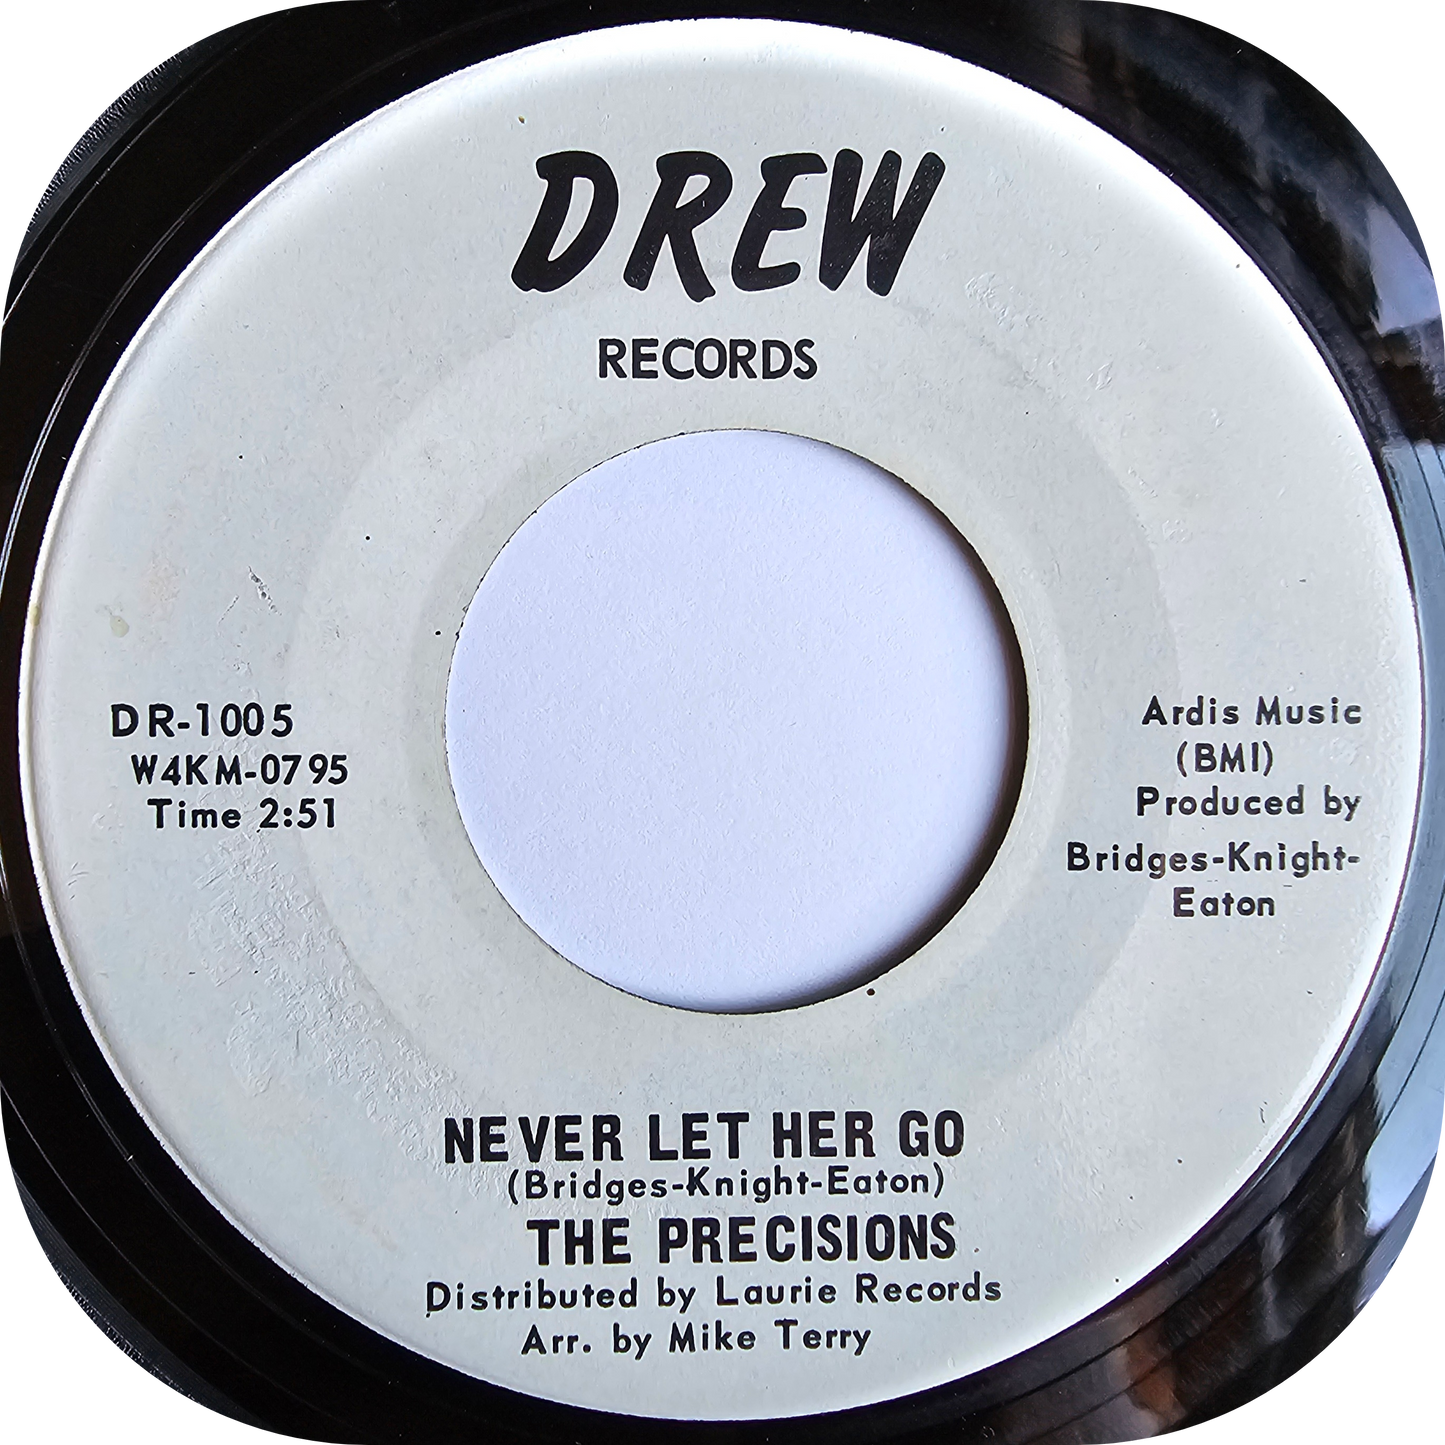 DREW
RECORDS
DR-1005
W4KM-0795
Time 2:51
Ardis Music
(BMI)
Produced by
Bridges-Knight-
Eaton
NEVER LET HER GO
(Bridges-Knight-Eaton)
THE PRECISIONS
Distributed by Laurie Records
Arr. by Mike Terry